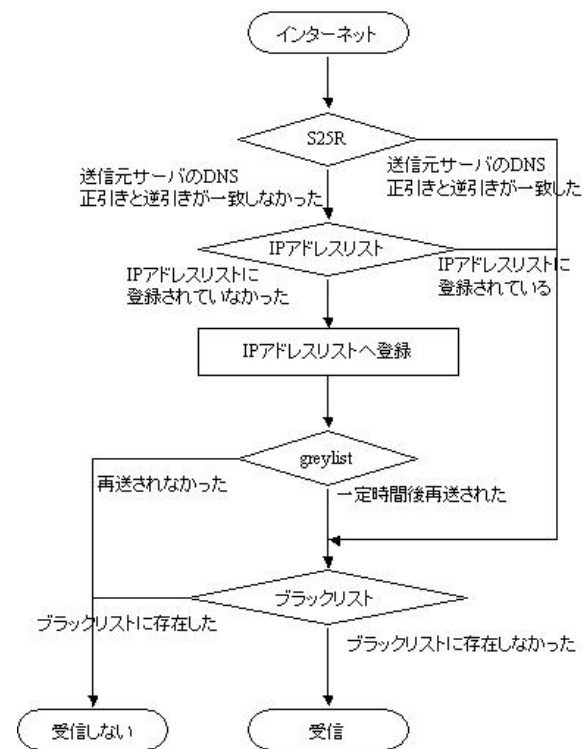 インターネット
S25R
送信元サーバのDNS
正引きと逆引きが一致しなかった
送信元サーバのDNS
正引きと逆引きが一致した
IPアドレスリスト
IPアドレスリストに
登録されていなかった
IPアドレスリストに
登録されている
IPアドレスリストへ登録
greylist
再送されなかった
一定時間後再送された
ブラックリスト
ブラックリストに存在した
ブラックリストに存在しなかった
受信しない
受信